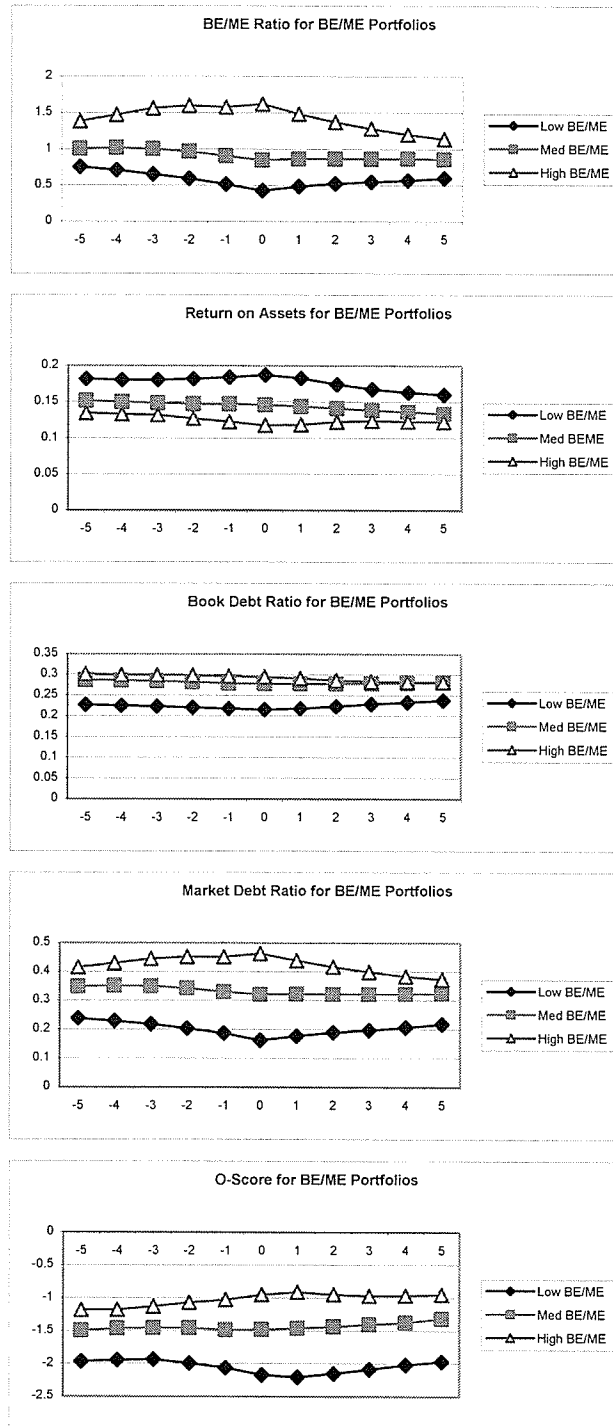 BE/ME Ratio for BE/ME Portfolios
2
1.5
1
0.5
0
-5 -4 -3 -2 -1 0 1 2 3 4 5
Low BE/ME
Med BE/ME
High BE/ME
Return on Assets for BE/ME Portfolios
0.2
0.15
0.1
0.05
0
-5 -4 -3 -2 -1 0 1 2 3 4 5
Low BE/ME
Med BEME
High BE/ME
Book Debt Ratio for BE/ME Portfolios
0.35
0.3
0.25
0.2
0.15
0.1
0.05
0
-5 -4 -3 -2 -1 0 1 2 3 4 5
Low BE/ME
Med BE/ME
High BE/ME
Market Debt Ratio for BE/ME Portfolios
0.5
0.4
0.3
0.2
0.1
0
-5 -4 -3 -2 -1 0 1 2 3 4 5
Low BE/ME
Med BE/ME
High BE/ME
O-Score for BE/ME Portfolios
0
-5 -4 -3 -2 -1 0 1 2 3 4 5
-0.5
-1
-1.5
-2
-2.5
Low BE/ME
Med BE/ME
High BE/ME